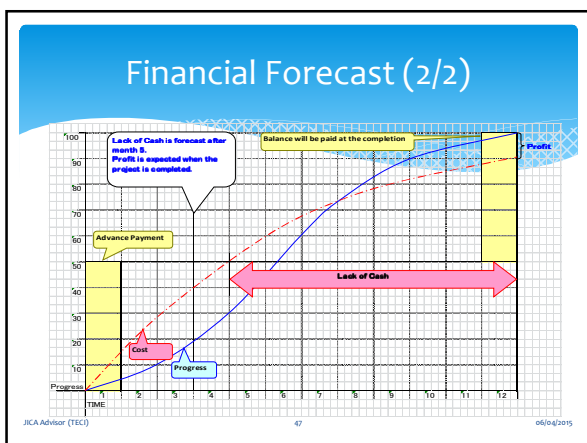 Financial Forecast (2/2)
100
90
80
70
60
50
40
30
20
10
Progress
Lack of Cash is forecast after
month 5.
Profit is expected when the
project is completed.
Balance will be paid at the completion
Profit
Advance Payment
Lack of Cash
Cost
Progress
1 2 3 4 5 6 7 8 9 10 11 12
TIME
JICA Advisor (TECI) 47 06/04/2015